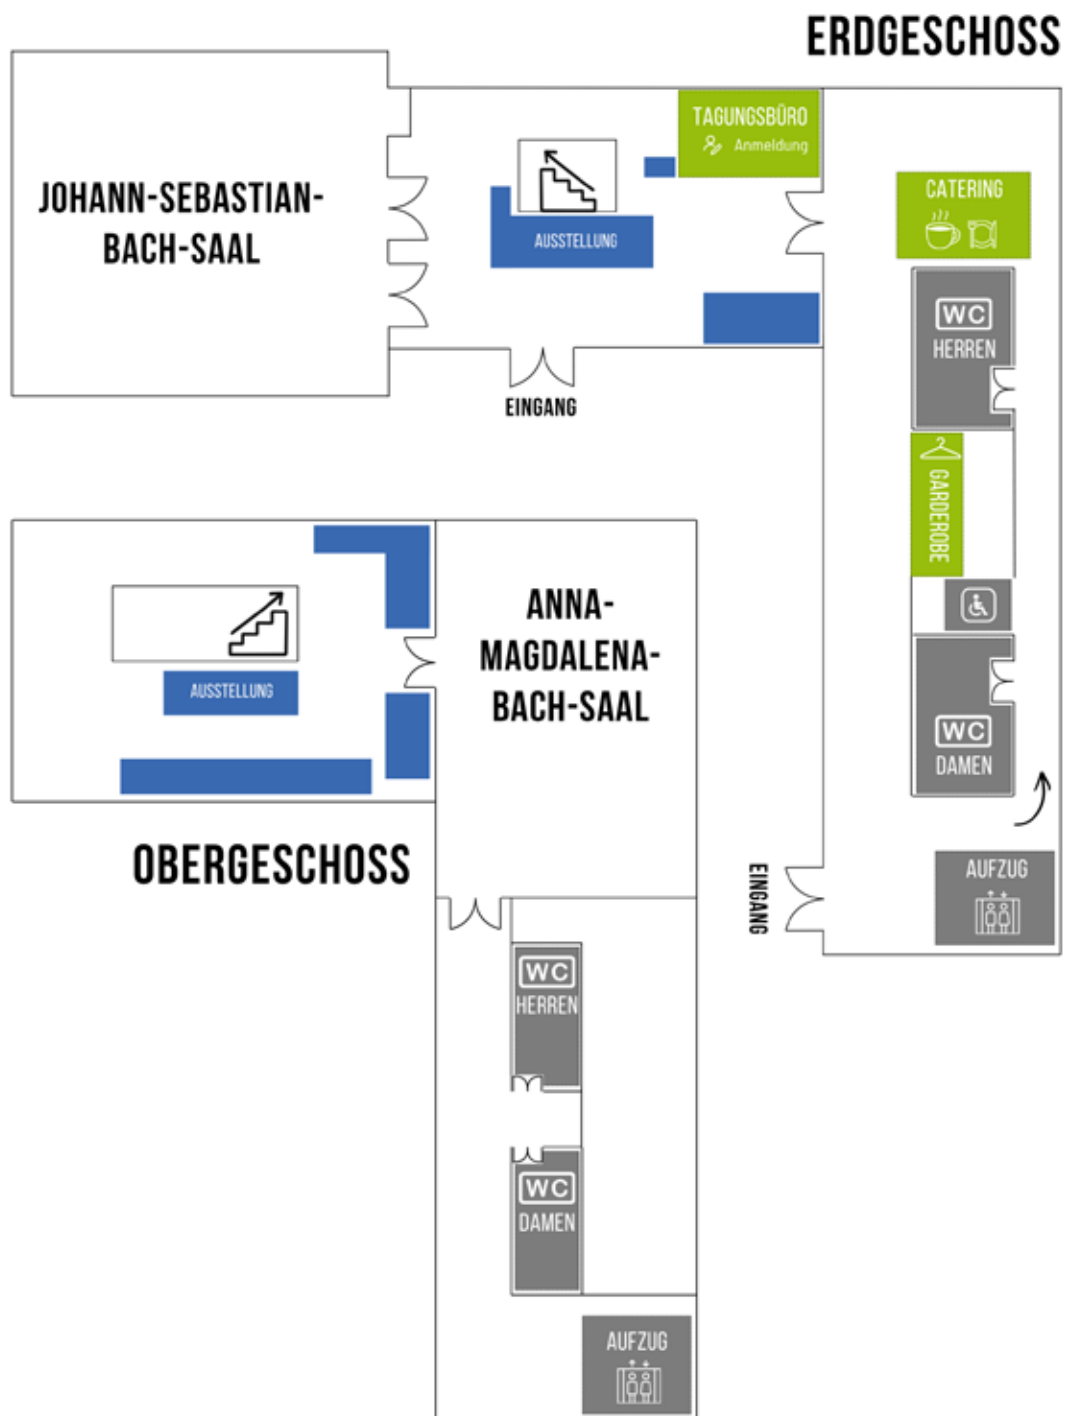 ERDGESCHOSS
JOHANN-SEBASTIAN-
BACH-SAAL
TAGUNGSBÜRO
Anmeldung
AUSSTELLUNG
EINGANG
CATERING
WC
HERREN
GARDEROBE
WC
DAMEN
AUFZUG
EINGANG
AUSSTELLUNG
ANNA-
MAGDALENA-
BACH-SAAL
OBERGESCHOSS
WC
HERREN
WC
DAMEN
AUFZUG